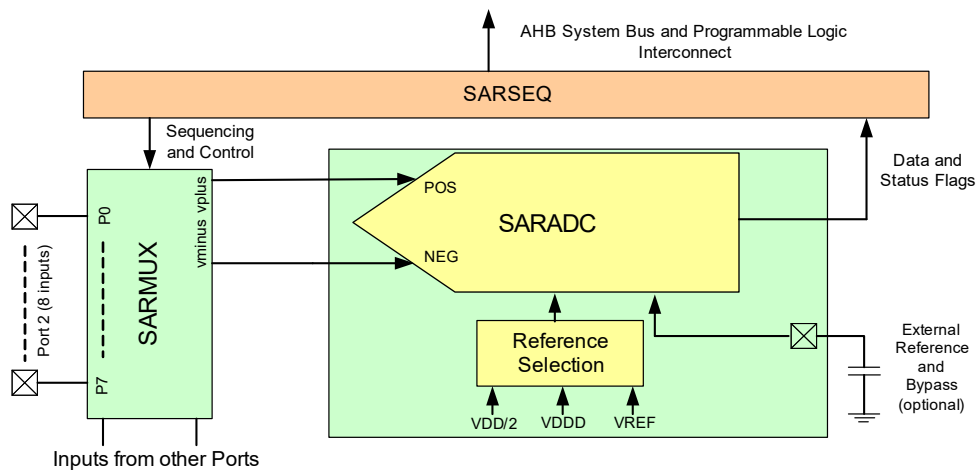 AHB System Bus and Programmable Logic
Interconnect
SARSEQ
Sequencing
and Control
Data and
Status Flags
vminus vplus
POS
P0
SARADC
NEG
SARMUX
Port 2 (8 inputs)
Reference
Selection
External
Reference
and
Bypass
(optional)
P7
VDD/2
VDDD
VREF
Inputs from other Ports